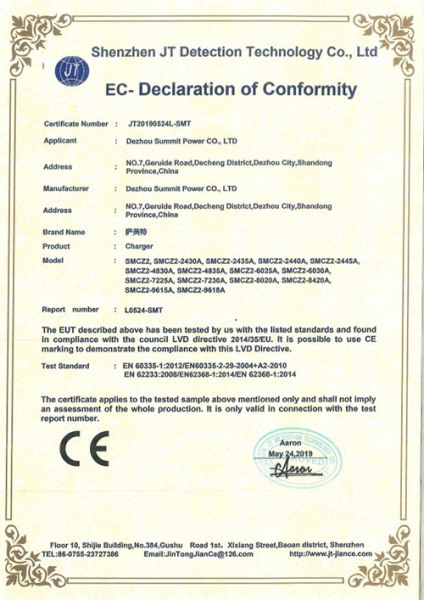 JT
Shenzhen JT Detection Technology Co., Ltd
EC- Declaration of Conformity
Certificate Number : JT20190524L-SMT
Applicant : Dezhou Summit Power CO., LTD
Address : NO.7,Geruide Road,Decheng District,Dezhou City,Shandong
Province,China
Manufacturer : Dezhou Summit Power CO., LTD
Address : NO.7,Geruide Road,Decheng District,Dezhou City,Shandong
Province,China
Brand Name : 萨美特
Product : Charger
Model : SMCZ2, SMCZ2-2430A, SMCZ2-2435A, SMCZ2-2440A, SMCZ2-2445A,
SMCZ2-4830A, SMCZ2-4835A, SMCZ2-6025A, SMCZ2-6030A,
SMCZ2-7225A, SMCZ2-7230A, SMCZ2-8020A, SMCZ2-8420A,
SMCZ2-9615A, SMCZ2-9618A
Report number : L0524-SMT
The EUT described above has been tested by us with the listed standards and found
in compliance with the council LVD directive 2014/35/EU. It is possible to use CE
marking to demonstrate the compliance with this LVD Directive.
Test Standard : EN 60335-1:2012/EN60335-2-29-2004+A2-2010
EN 62233:2008/EN62368-1:2014/EN 62368-1:2014
The certificate applies to the tested sample above mentioned only and shall not imply
an assessment of the whole production. It is only valid in connection with the test
report number.
CE
Aaron
May 24,2019
Aaron
Floor 10, Shijie Building,No.384,Gushu Road 1st. Xixiang Street,Baoan district, Shenzhen
TEL:86-0755-23727386 Email:JinTongJianCe@126.com http://www.jt-jiance.com